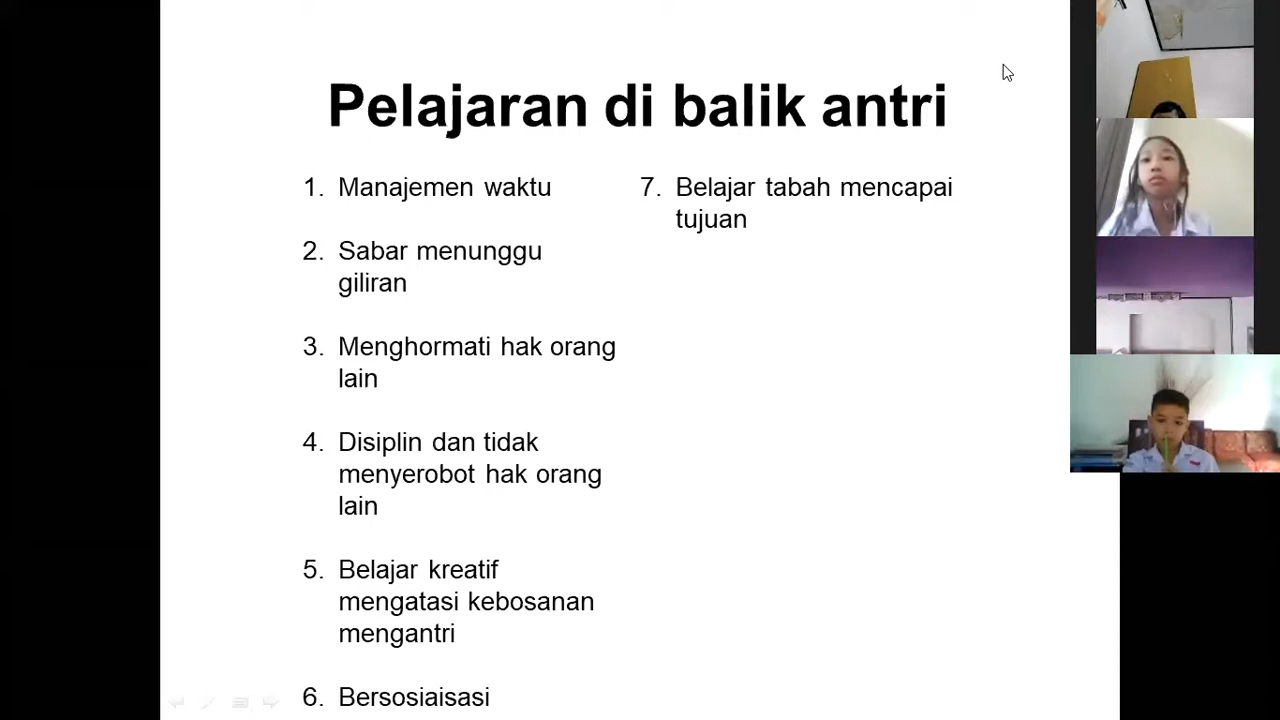 Pelajaran di balik antri
1. Manajemen waktu
2. Sabar menunggu
giliran
3. Menghormati hak orang
lain
4. Disiplin dan tidak
menyerobot hak orang
lain
5. Belajar kreatif
mengatasi kebosanan
mengantri
6. Bersosiaisasi
7. Belajar tabah mencapai
tujuan